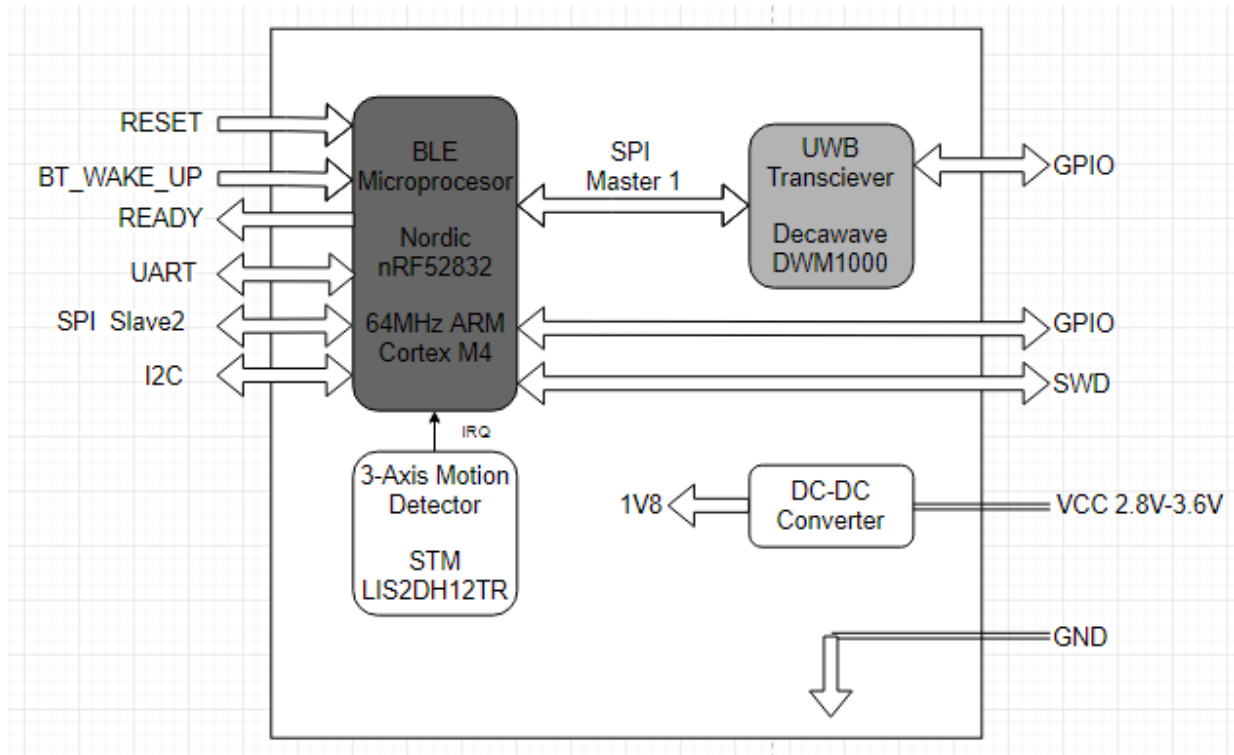 RESET
BT_WAKE_UP
READY
UART
SPI Slave2
I2C
BLE
Microprocesor
Nordic
nRF52832
64MHz ARM
Cortex M4
SPI
Master 1
UWB
Transciever
Decawave
DWM1000
GPIO
GPIO
SWD
IRQ
3-Axis Motion
Detector
STM
LIS2DH12TR
1V8
DC-DC
Converter
VCC 2.8V-3.6V
GND